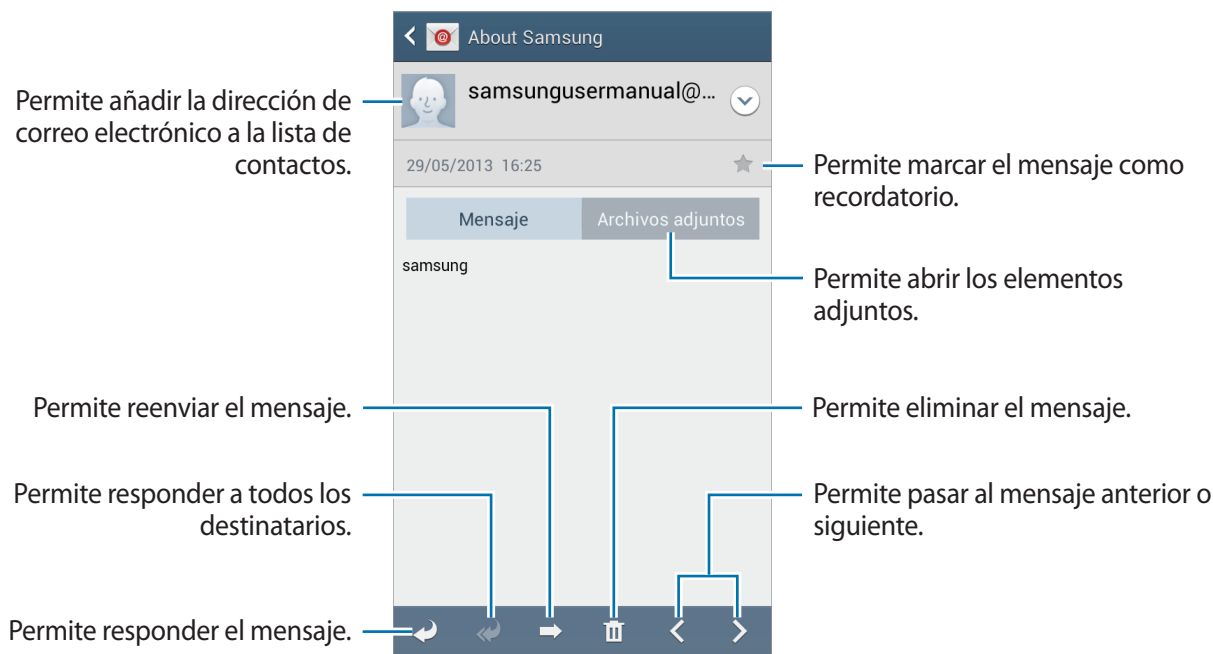 About Samsung
samsungusermanual@...
Permite añadir la dirección de
correo electrónico a la lista de
contactos.
29/05/2013 16:25
Permite marcar el mensaje como
recordatorio.
Mensaje
Archivos adjuntos
samsung
Permite abrir los elementos
adjuntos.
Permite reenviar el mensaje.
Permite eliminar el mensaje.
Permite responder a todos los
destinatarios.
Permite pasar al mensaje anterior o
siguiente.
Permite responder el mensaje.